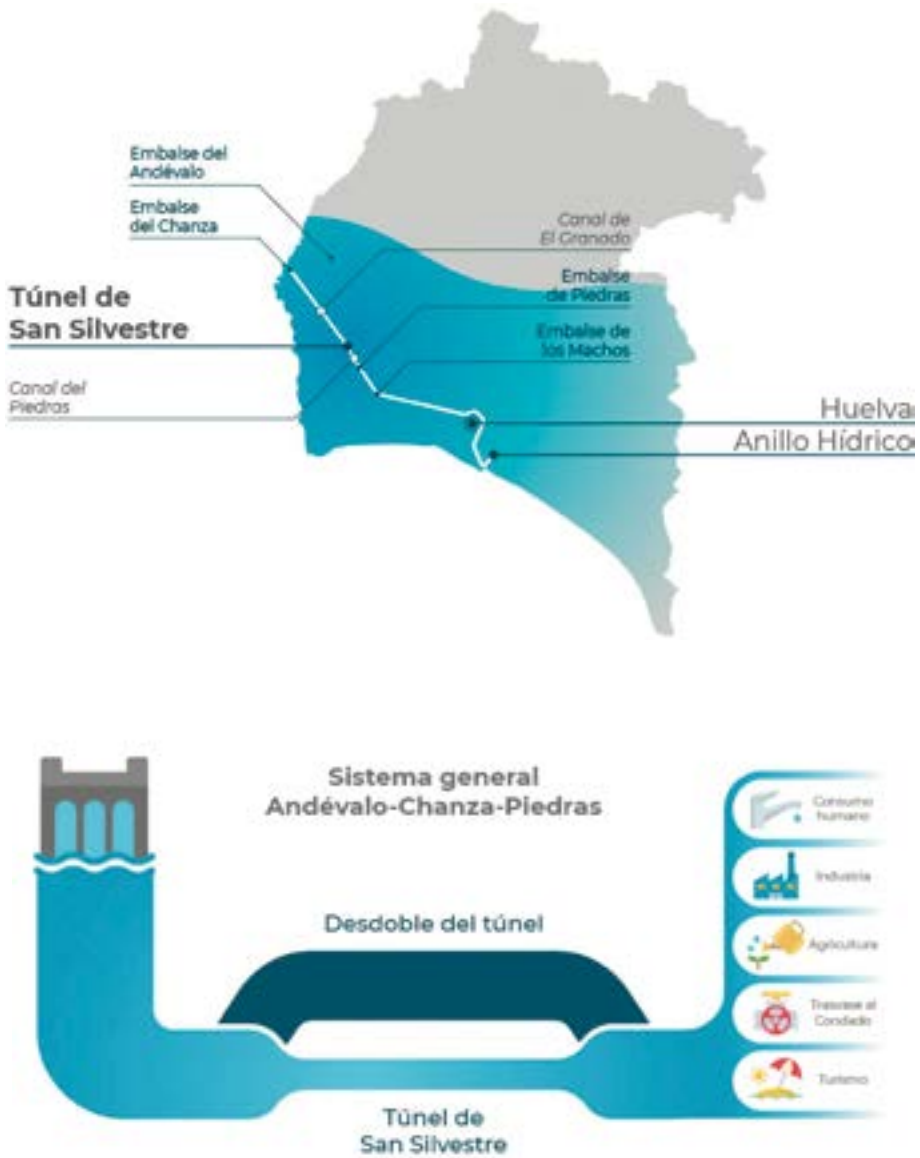 Embalse del
Andévalo
Embalse
del Chanza
Canal de
El Granado
Túnel de
San Silvestre
Embalse
de Piedras
Embalse de
los Machos
Canal del
Piedras
Huelva
Anillo Hídrico
Sistema general
Andévalo-Chanza-Piedras
Consumo
humano
Industria
Desdoble del túnel
Agricultura
Trasvase al
Condado
Turismo
Túnel de
San Silvestre